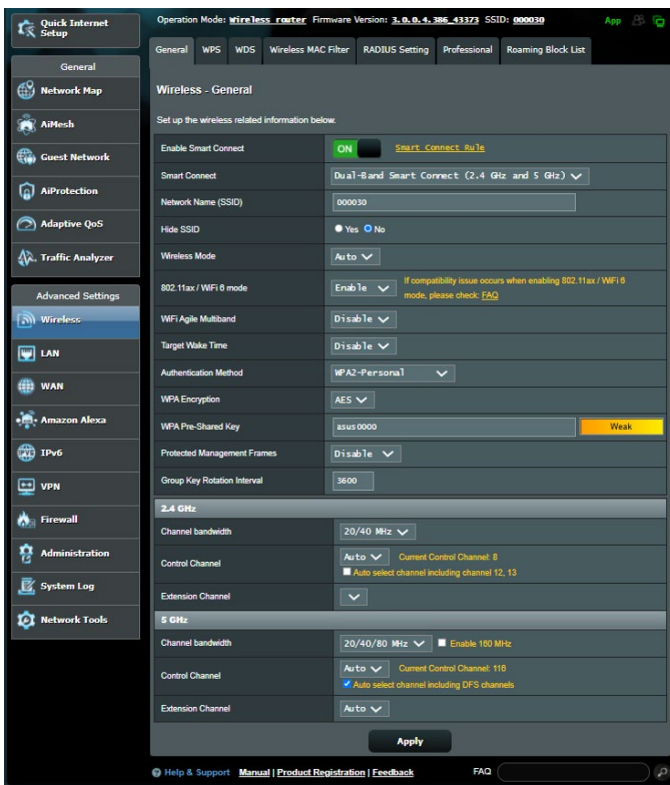 Quick Internet Setup
Operation Mode: Wireless router Firmware Version: 3.0.0.4.386_43373 SSID: 000030 App
General WPS WDS Wireless MAC Filter RADIUS Setting Professional Roaming Block List
General
Network Map
AiMesh
Guest Network
AiProtection
Adaptive QoS
Traffic Analyzer
Advanced Settings
Wireless
LAN
WAN
Amazon Alexa
IPv6
VPN
Firewall
Administration
System Log
Network Tools
Wireless - General
Set up the wireless related information below.
Enable Smart Connect ON Smart Connect Rule
Smart Connect Dual-Band Smart Connect (2.4 GHz and 5 GHz)
Network Name (SSID) 000030
Hide SSID Yes No
Wireless Mode Auto
802.11ax / WiFi 6 mode Enable If compatibility issue occurs when enabling 802.11ax / WiFi 6
mode, please check: FAQ
WiFi Agile Multiband Disable
Target Wake Time Disable
Authentication Method WPA2-Personal
WPA Encryption AES
WPA Pre-Shared Key asus0000 Weak
Protected Management Frames Disable
Group Key Rotation Interval 3600
2.4 GHz
Channel bandwidth 20/40 MHz
Control Channel Auto Current Control Channel: 8
Auto select channel including channel 12, 13
Extension Channel
5 GHz
Channel bandwidth 20/40/80 MHz Enable 160 MHz
Control Channel Auto Current Control Channel: 116
Auto select channel including DFS channels
Extension Channel Auto
Apply
Help & Support Manual | Product Registration | Feedback FAQ